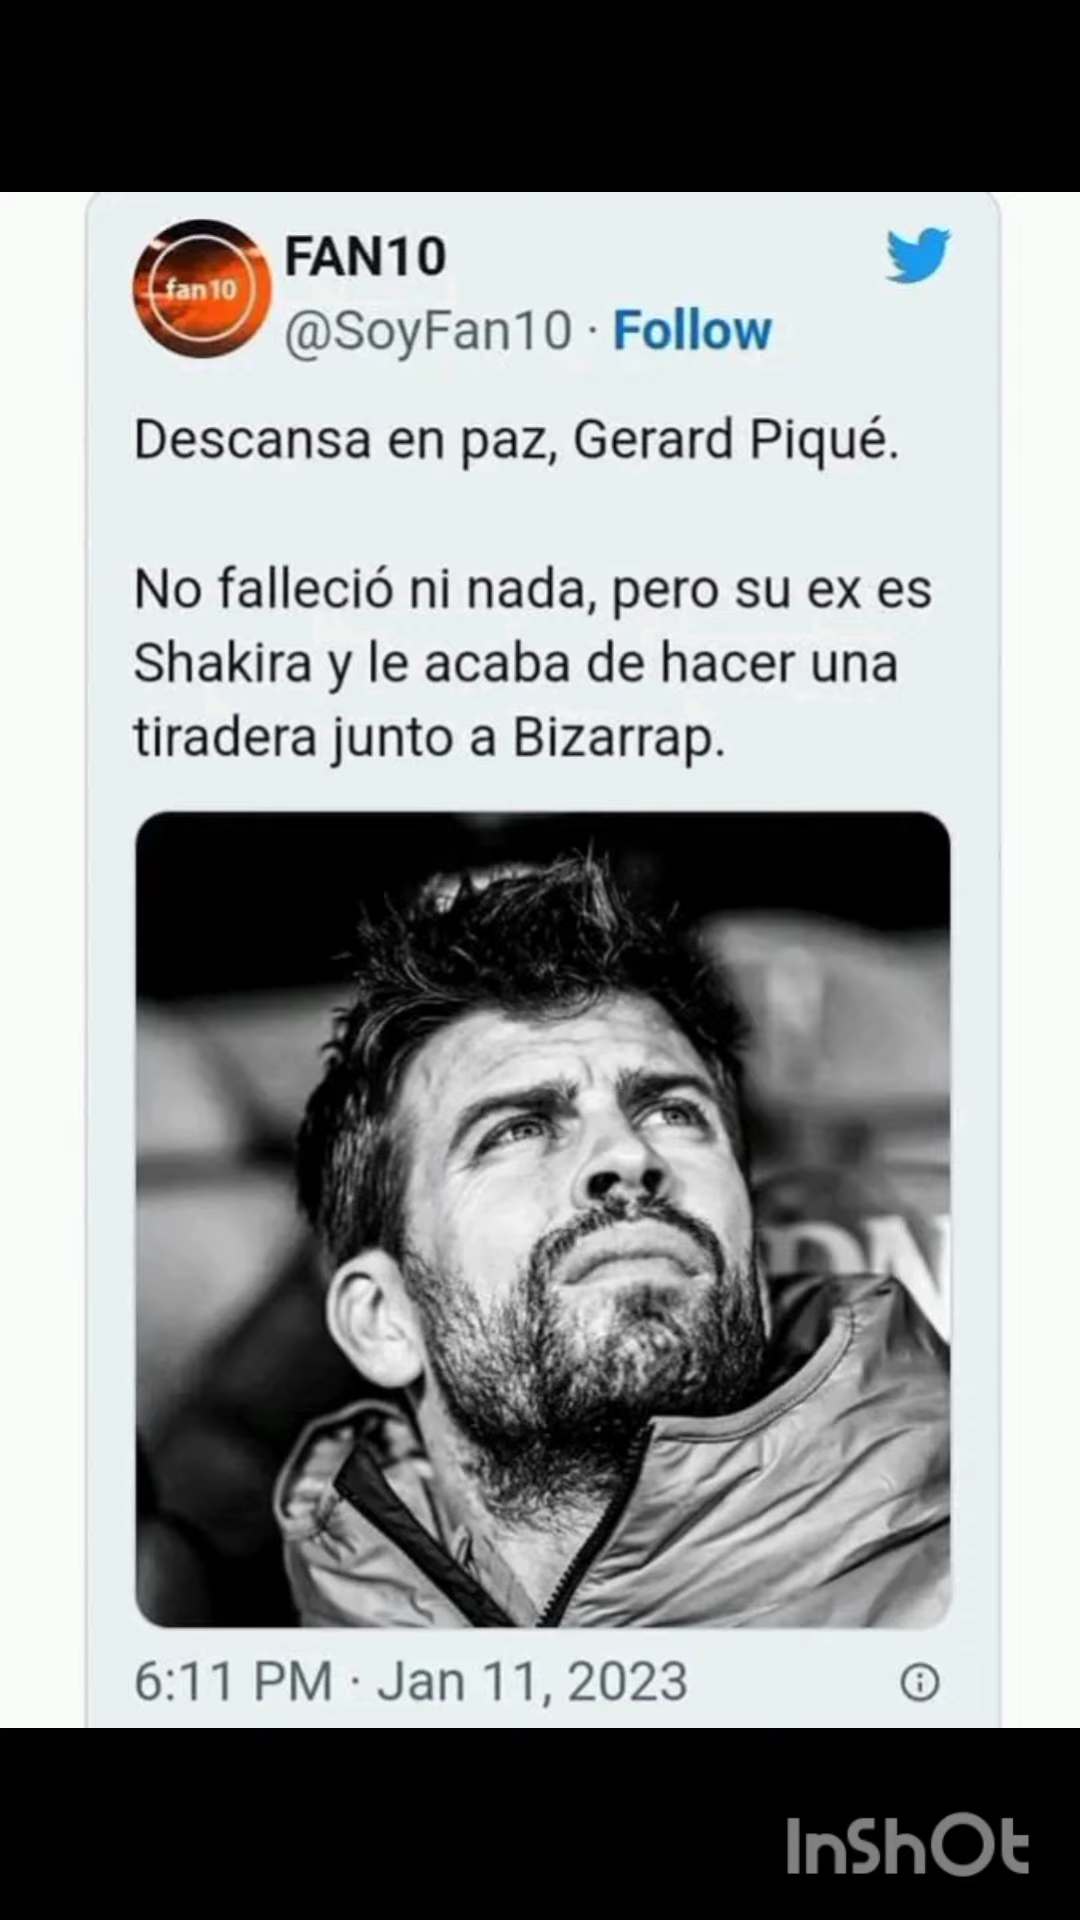 fan10
FAN10
@SoyFan10 · Follow
Descansa en paz, Gerard Piqué.
No falleció ni nada, pero su ex es
Shakira y le acaba de hacer una
tiradera junto a Bizarrap.
6:11 PM · Jan 11, 2023
InShOt